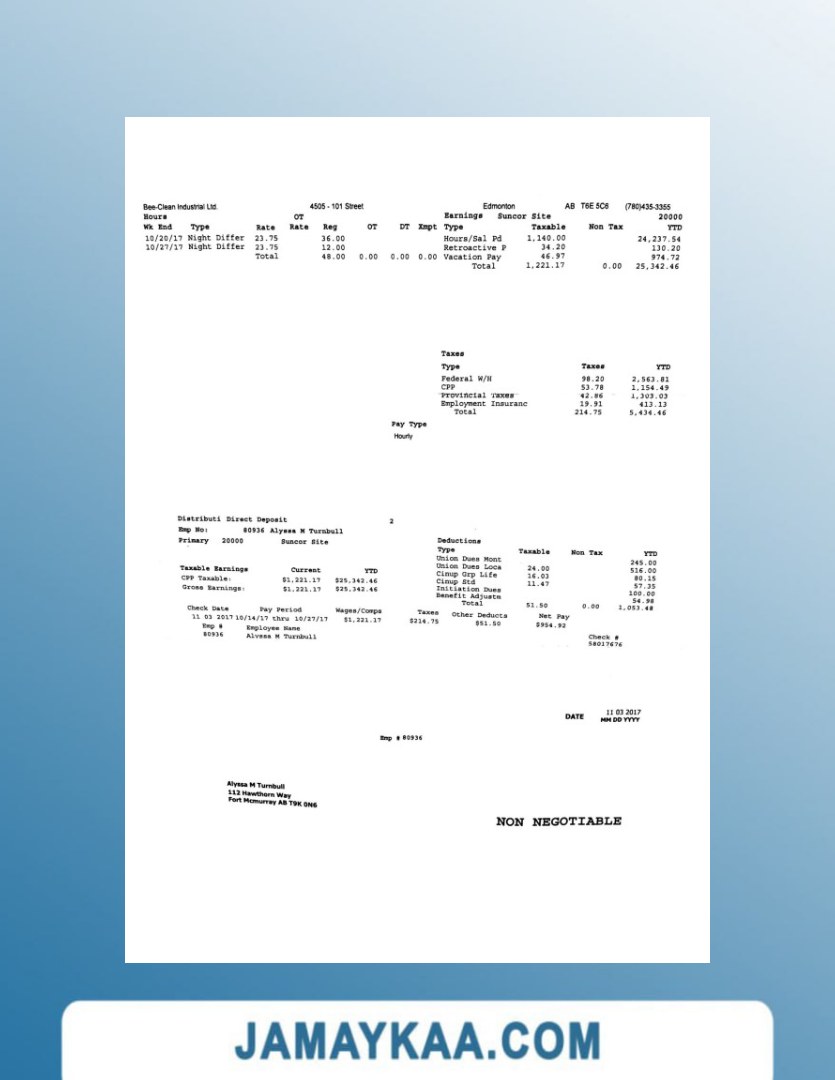 Bee-Clean Industrial Ltd. 4505 - 101 Street Edmonton AB T6E 5C6 (780)435-3355
Hours OT Earnings Suncor Site 20000
Wk End Type Rate Rate Reg OT DT Xmpt Type Taxable Non Tax YTD
10/20/17 Night Differ 23.75 36.00 Hours/Sal Pd 1,140.00 24,237.54
10/27/17 Night Differ 23.75 12.00 Retroactive P 34.20 130.20
Total 48.00 0.00 0.00 0.00 Vacation Pay 46.97 974.72
Total 1,221.17 0.00 25,342.46
Taxes
Type Taxes YTD
Federal W/H 98.20 2,563.81
CPP 53.78 1,154.49
Provincial Taxes 42.86 1,303.03
Employment Insuranc 19.91 413.13
Total 214.75 5,434.46
Pay Type
Hourly
Distributi Direct Deposit 2
Emp No: 80936 Alyssa M Turnbull
Primary 20000 Suncor Site
Deductions
Type Taxable Non Tax YTD
Union Dues Mont 245.00
Union Dues Loca 24.00 516.00
Cinup Grp Life 16.03 80.15
Cinup Std 11.47 57.35
Initiation Dues 100.00
Benefit Adjustm 54.98
Total 51.50 0.00 1,053.48
Taxable Earnings Current YTD
CPP Taxable: $1,221.17 $25,342.46
Gross Earnings: $1,221.17 $25,342.46
Check Date Pay Period Wages/Comps Taxes Other Deducts Net Pay
11 03 2017 10/14/17 thru 10/27/17 $1,221.17 $214.75 $51.50 $954.92
Emp # Employee Name
80936 Alyssa M Turnbull
Check #
58017676
DATE 11 03 2017
MM DD YYYY
Emp # 80936
Alyssa M Turnbull
112 Hawthorn Way
Fort Mcmurray AB T9K 0N6
NON NEGOTIABLE
JAMAYKAA.COM